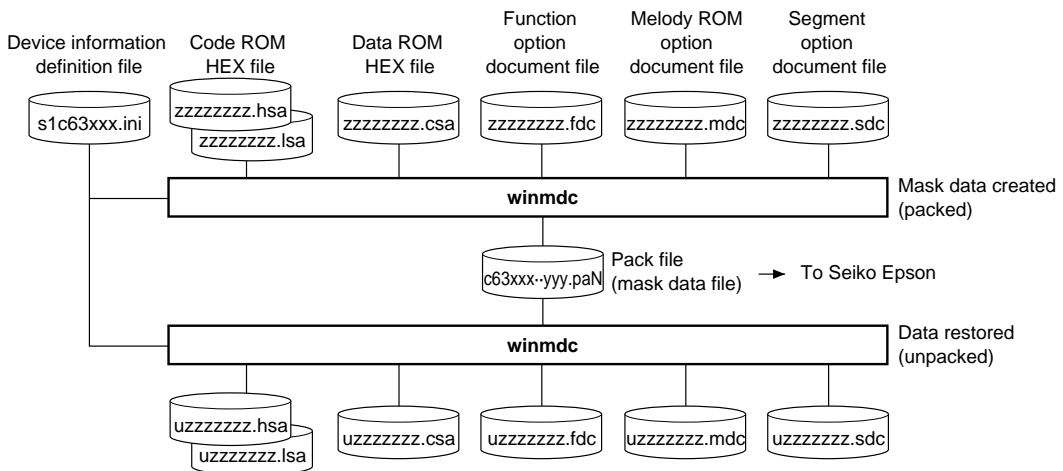 Device information
definition file
Code ROM
HEX file
Data ROM
HEX file
Function
option
document file
Melody ROM
option
document file
Segment
option
document file
s1c63xxx.ini
zzzzzzzz.hsa
zzzzzzzz.lsa
zzzzzzzz.csa
zzzzzzzz.fdc
zzzzzzzz.mdc
zzzzzzzz.sdc
winmdc
Mask data created
(packed)
c63xxx··yyy.paN
Pack file
(mask data file)
To Seiko Epson
winmdc
Data restored
(unpacked)
uzzzzzzz.hsa
uzzzzzzz.lsa
uzzzzzzz.csa
uzzzzzzz.fdc
uzzzzzzz.mdc
uzzzzzzz.sdc